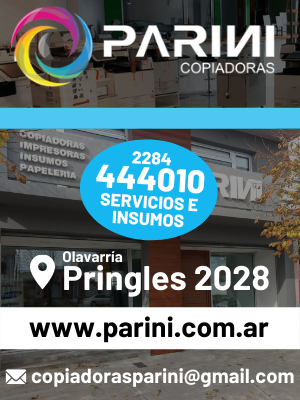 PARINI
COPIADORAS
COPIADORAS
IMPRESORAS
INSUMOS
PAPELERIA
PARINI
2284
444010
SERVICIOS E
INSUMOS
Olavarría
Pringles 2028
www.parini.com.ar
copiadorasparini@gmail.com